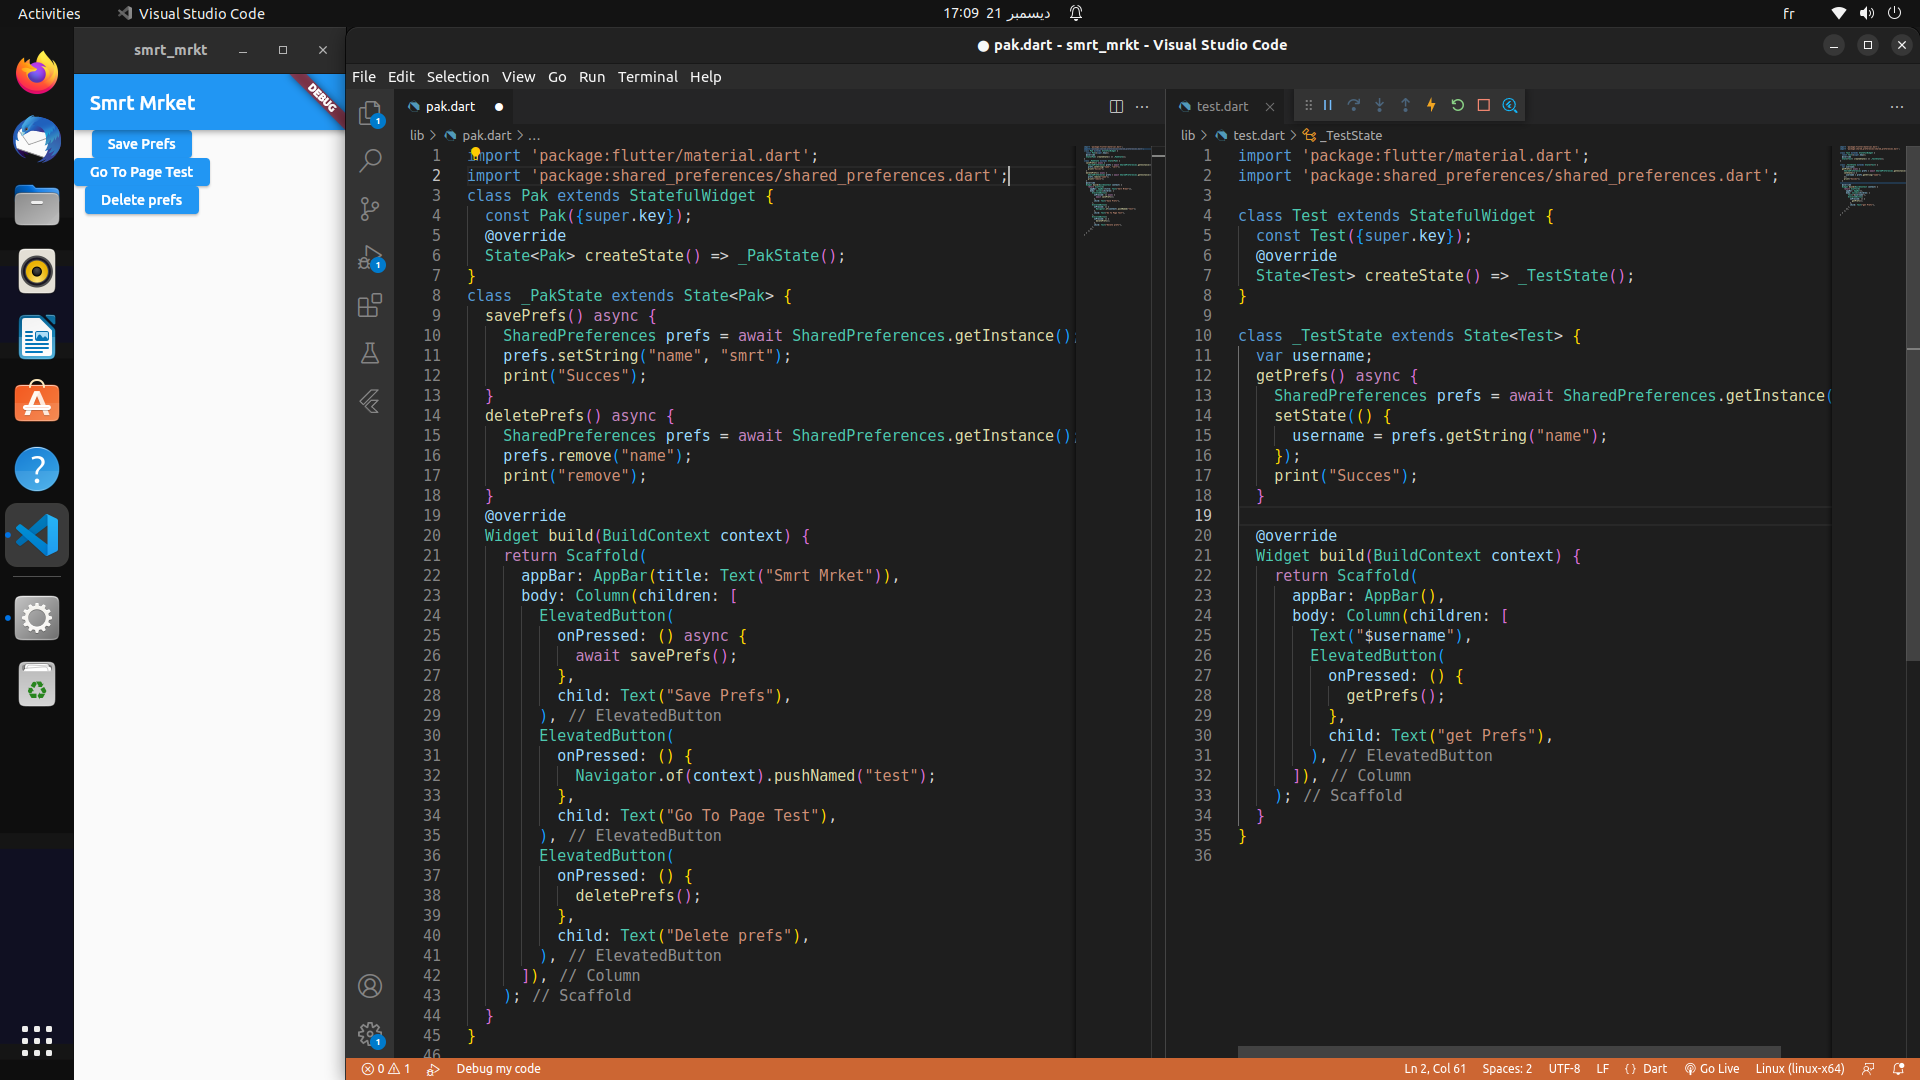 Activities
Visual Studio Code
17:09 21 ديسمبر
fr
smrt_mrkt
Smrt Mrket
DEBUG
Save Prefs
Go To Page Test
Delete prefs
● pak.dart - smrt_mrkt - Visual Studio Code
File Edit Selection View Go Run Terminal Help
1
1
1
pak.dart
lib > pak.dart > ...
1 import 'package:flutter/material.dart';
2 import 'package:shared_preferences/shared_preferences.dart';
3 class Pak extends StatefulWidget {
4 const Pak({super.key});
5 @override
6 State<Pak> createState() => _PakState();
7 }
8 class _PakState extends State<Pak> {
9 savePrefs() async {
10 SharedPreferences prefs = await SharedPreferences.getInstance();
11 prefs.setString("name", "smrt");
12 print("Succes");
13 }
14 deletePrefs() async {
15 SharedPreferences prefs = await SharedPreferences.getInstance();
16 prefs.remove("name");
17 print("remove");
18 }
19 @override
20 Widget build(BuildContext context) {
21 return Scaffold(
22 appBar: AppBar(title: Text("Smrt Mrket")),
23 body: Column(children: [
24 ElevatedButton(
25 onPressed: () async {
26 await savePrefs();
27 },
28 child: Text("Save Prefs"),
29 ), // ElevatedButton
30 ElevatedButton(
31 onPressed: () {
32 Navigator.of(context).pushNamed("test");
33 },
34 child: Text("Go To Page Test"),
35 ), // ElevatedButton
36 ElevatedButton(
37 onPressed: () {
38 deletePrefs();
39 },
40 child: Text("Delete prefs"),
41 ), // ElevatedButton
42 ]), // Column
43 ); // Scaffold
44 }
45 }
46
test.dart
lib > test.dart > _TestState
1 import 'package:flutter/material.dart';
2 import 'package:shared_preferences/shared_preferences.dart';
3
4 class Test extends StatefulWidget {
5 const Test({super.key});
6 @override
7 State<Test> createState() => _TestState();
8 }
9
10 class _TestState extends State<Test> {
11 var username;
12 getPrefs() async {
13 SharedPreferences prefs = await SharedPreferences.getInstance(
14 setState(() {
15 username = prefs.getString("name");
16 });
17 print("Succes");
18 }
19
20 @override
21 Widget build(BuildContext context) {
22 return Scaffold(
23 appBar: AppBar(),
24 body: Column(children: [
25 Text("$username"),
26 ElevatedButton(
27 onPressed: () {
28 getPrefs();
29 },
30 child: Text("get Prefs"),
31 ), // ElevatedButton
32 ]), // Column
33 ); // Scaffold
34 }
35 }
36
0 1 Debug my code
Ln 2, Col 61 Spaces: 2 UTF-8 LF {} Dart Go Live Linux (linux-x64)